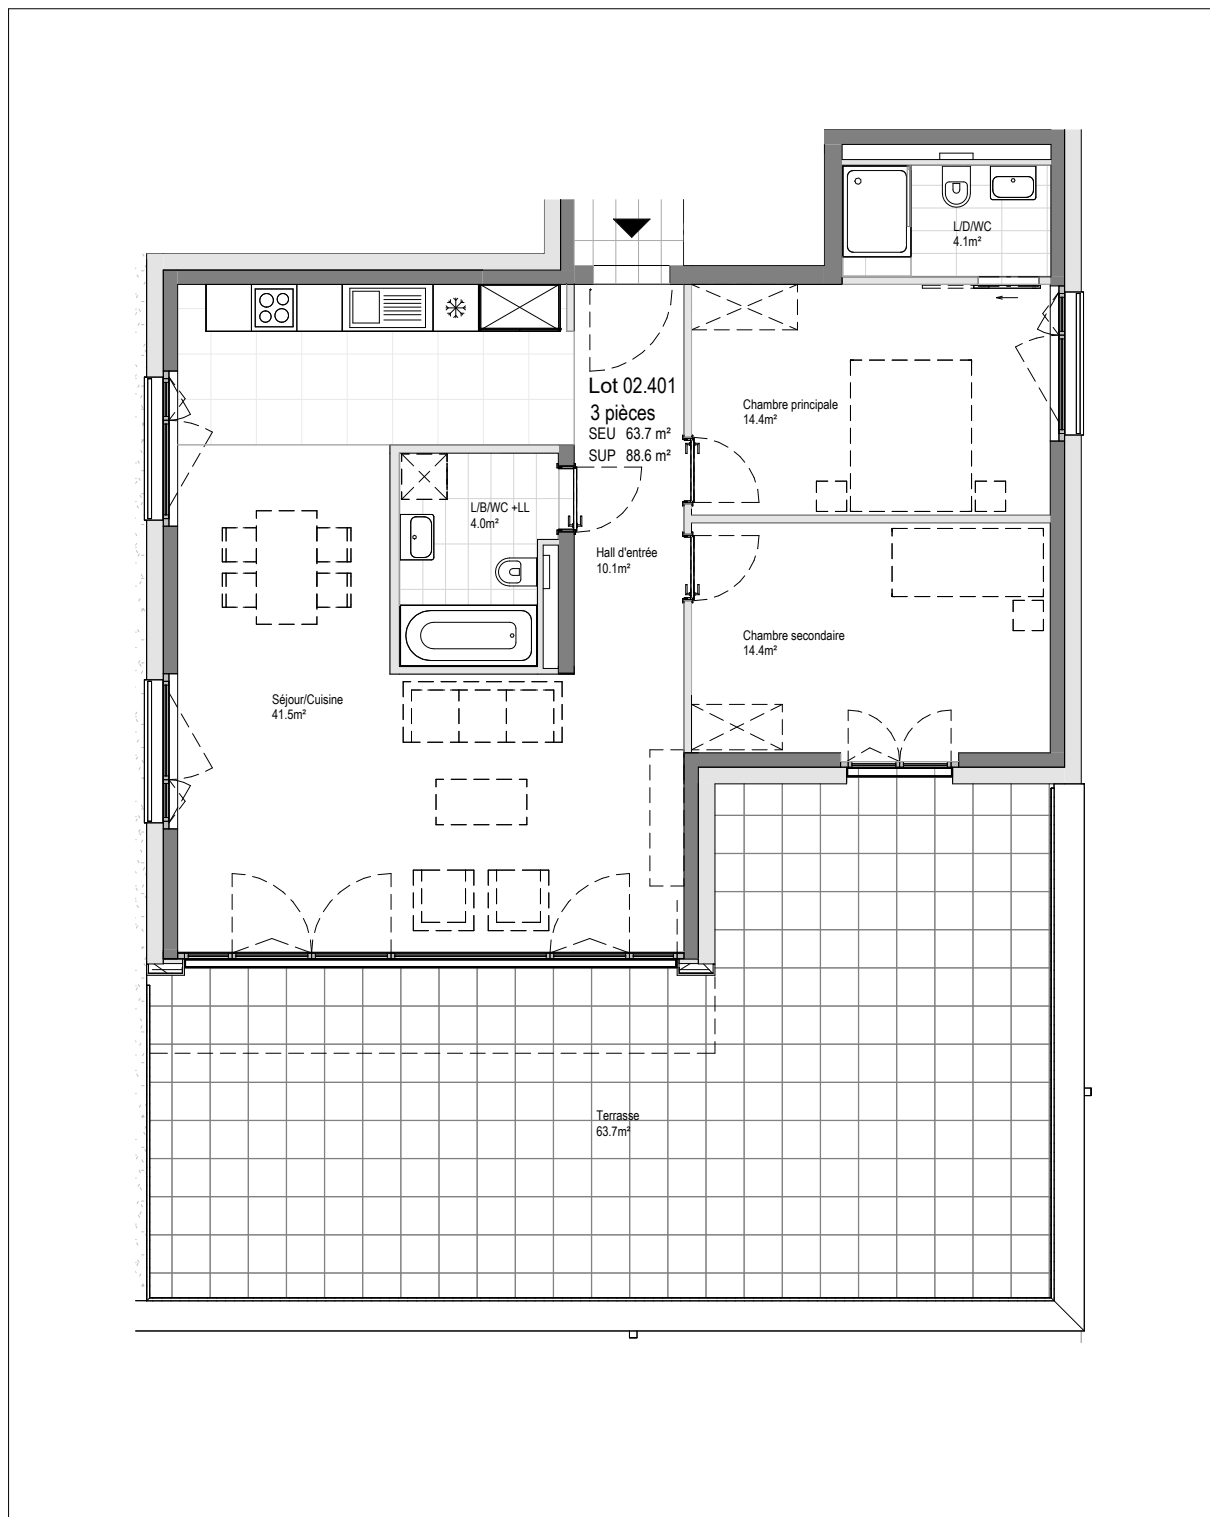 L/D/WC
4.1m²
Lot 02.401
3 pièces
SEU 63.7 m²
SUP 88.6 m²
Chambre principale
14.4m²
L/B/WC +LL
4.0m²
Hall d'entrée
10.1m²
Chambre secondaire
14.4m²
Séjour/Cuisine
41.5m²
Terrasse
63.7m²